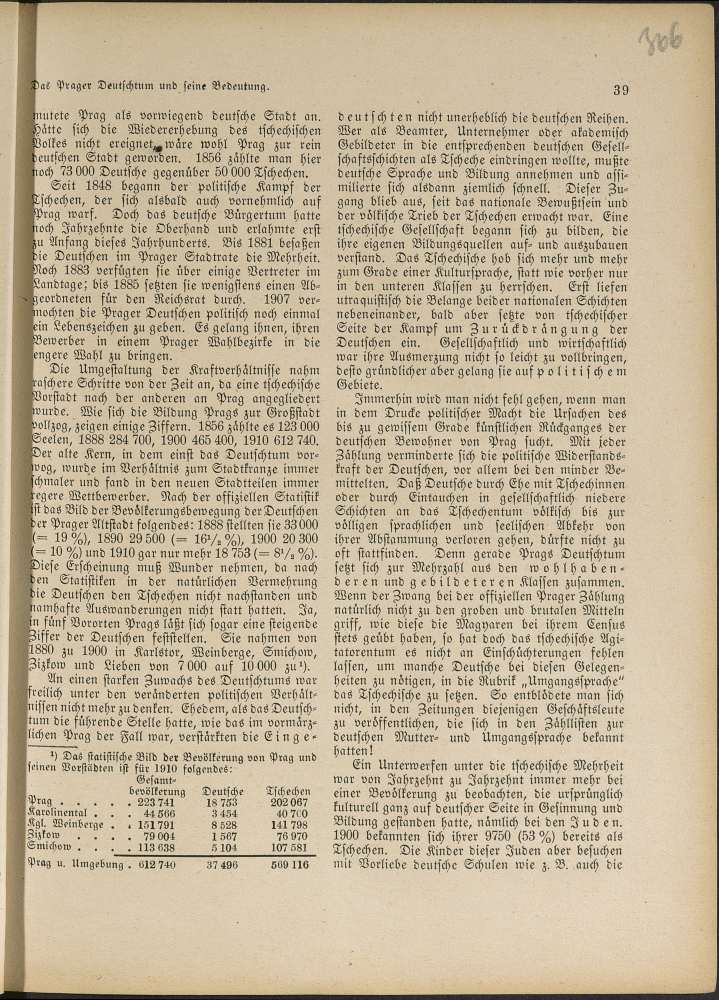 306
Das Prager Deutschtum und seine Bedeutung.
39
mutete Prag als vorwiegend deutsche Stadt an.
Hätte sich die Wiedererhebung des tschechischen
Volkes nicht ereignet, wäre wohl Prag zur rein
deutschen Stadt geworden. 1856 zählte man hier
noch 73 000 Deutsche gegenüber 50 000 Tschechen.
Seit 1848 begann der politische Kampf der
Tschechen, der sich alsbald auch vornehmlich auf
Prag warf. Doch das deutsche Bürgertum hatte
noch Jahrzehnte die Oberhand und erlahmte erst
zu Anfang dieses Jahrhunderts. Bis 1881 besaßen
die Deutschen im Prager Stadtrate die Mehrheit.
Noch 1883 verfügten sie über einige Vertreter im
Landtage; bis 1885 setzten sie wenigstens einen Ab-
geordneten für den Reichsrat durch. 1907 ver-
mochten die Prager Deutschen politisch noch einmal
ein Lebenszeichen zu geben. Es gelang ihnen, ihren
Bewerber in einem Prager Wahlbezirke in die
engere Wahl zu bringen.
Die Umgestaltung der Kraftverhältnisse nahm
raschere Schritte von der Zeit an, da eine tschechische
Vorstadt nach der anderen an Prag angegliedert
wurde. Wie sich die Bildung Prags zur Großstadt
vollzog, zeigen einige Ziffern. 1856 zählte es 123 000
Seelen, 1888 284 700, 1900 465 400, 1910 612 740.
Der alte Kern, in dem einst das Deutschtum vor-
wog, wurde im Verhältnis zum Stadtkranze immer
schmaler und fand in den neuen Stadtteilen immer
regere Wettbewerber. Nach der offiziellen Statistik
ist das Bild der Bevölkerungsbewegung der Deutschen
der Prager Altstadt folgendes: 1888 stellten sie 33 000
(= 19 %), 1890 29 500 (= 16¹/₂ %), 1900 20 300
(= 10 %) und 1910 gar nur mehr 18 753 (= 8¹/₂ %).
Diese Erscheinung muß Wunder nehmen, da nach
den Statistiken in der natürlichen Vermehrung
die Deutschen den Tschechen nicht nachstanden und
namhafte Auswanderungen nicht statt hatten. Ja,
in fünf Vororten Prags läßt sich sogar eine steigende
Ziffer der Deutschen feststellen. Sie nahmen von
1880 zu 1900 in Karlstor, Weinberge, Smichow,
Zizkow und Lieben von 7 000 auf 10 000 zu ¹).
An einen starken Zuwachs des Deutschtums war
freilich unter den veränderten politischen Verhält-
nissen nicht mehr zu denken. Ehedem, als das Deutsch-
tum die führende Stelle hatte, wie das im vormärz-
lichen Prag der Fall war, verstärkten die Einge-
¹) Das statistische Bild der Bevölkerung von Prag und
seinen Vorstädten ist für 1910 folgendes:
Gesamt-
bevölkerung Deutsche Tschechen
Prag . . . . . . 223 741 18 753 202 067
Karolinental . . . 44 566 3 454 40 700
Kgl. Weinberge . . 151 791 8 528 141 798
Zizkow . . . . 79 004 1 567 76 970
Smichow . . . . 113 638 5 104 107 581
Prag u. Umgebung . 612 740 37 496 569 116
deutschten nicht unerheblich die deutschen Reihen.
Wer als Beamter, Unternehmer oder akademisch
Gebildeter in die entsprechenden deutschen Gesell-
schaftsschichten als Tscheche eindringen wollte, mußte
deutsche Sprache und Bildung annehmen und assi-
milierte sich alsdann ziemlich schnell. Dieser Zu-
gang blieb aus, seit das nationale Bewußtsein und
der völkische Trieb der Tschechen erwacht war. Eine
tschechische Gesellschaft begann sich zu bilden, die
ihre eigenen Bildungsquellen auf- und auszubauen
verstand. Das Tschechische hob sich mehr und mehr
zum Grade einer Kultursprache, statt wie vorher nur
in den unteren Klassen zu herrschen. Erst liefen
utraquistisch die Belange beider nationalen Schichten
nebeneinander, bald aber setzte von tschechischer
Seite der Kampf um Zurückdrängung der
Deutschen ein. Gesellschaftlich und wirtschaftlich
war ihre Ausmerzung nicht so leicht zu vollbringen,
desto gründlicher aber gelang sie auf politischem
Gebiete.
Immerhin wird man nicht fehl gehen, wenn man
in dem Drucke politischer Macht die Ursachen des
bis zu gewissem Grade künstlichen Rückganges der
deutschen Bewohner von Prag sucht. Mit jeder
Zählung verminderte sich die politische Widerstands-
kraft der Deutschen, vor allem bei den minder Be-
mittelten. Daß Deutsche durch Ehe mit Tschechinnen
oder durch Eintauchen in gesellschaftlich niedere
Schichten an das Tschechentum völkisch bis zur
völligen sprachlichen und seelischen Abkehr von
ihrer Abstammung verloren gehen, dürfte nicht zu
oft stattfinden. Denn gerade Prags Deutschtum
setzt sich zur Mehrzahl aus den wohlhaben-
deren und gebildeteren Klassen zusammen.
Wenn der Zwang bei der offiziellen Prager Zählung
natürlich nicht zu den groben und brutalen Mitteln
griff, wie diese die Magyaren bei ihrem Census
stets geübt haben, so hat doch das tschechische Agi-
tatorentum es nicht an Einschüchterungen fehlen
lassen, um manche Deutsche bei diesen Gelegen-
heiten zu nötigen, in die Rubrik „Umgangssprache“
das Tschechische zu setzen. So entblödete man sich
nicht, in den Zeitungen diejenigen Geschäftsleute
zu veröffentlichen, die sich in den Zähllisten zur
deutschen Mutter- und Umgangssprache bekannt
hatten!
Ein Unterwerfen unter die tschechische Mehrheit
war von Jahrzehnt zu Jahrzehnt immer mehr bei
einer Bevölkerung zu beobachten, die ursprünglich
kulturell ganz auf deutscher Seite in Gesinnung und
Bildung gestanden hatte, nämlich bei den Juden.
1900 bekannten sich ihrer 9750 (53 %) bereits als
Tschechen. Die Kinder dieser Juden aber besuchen
mit Vorliebe deutsche Schulen wie z. B. auch die